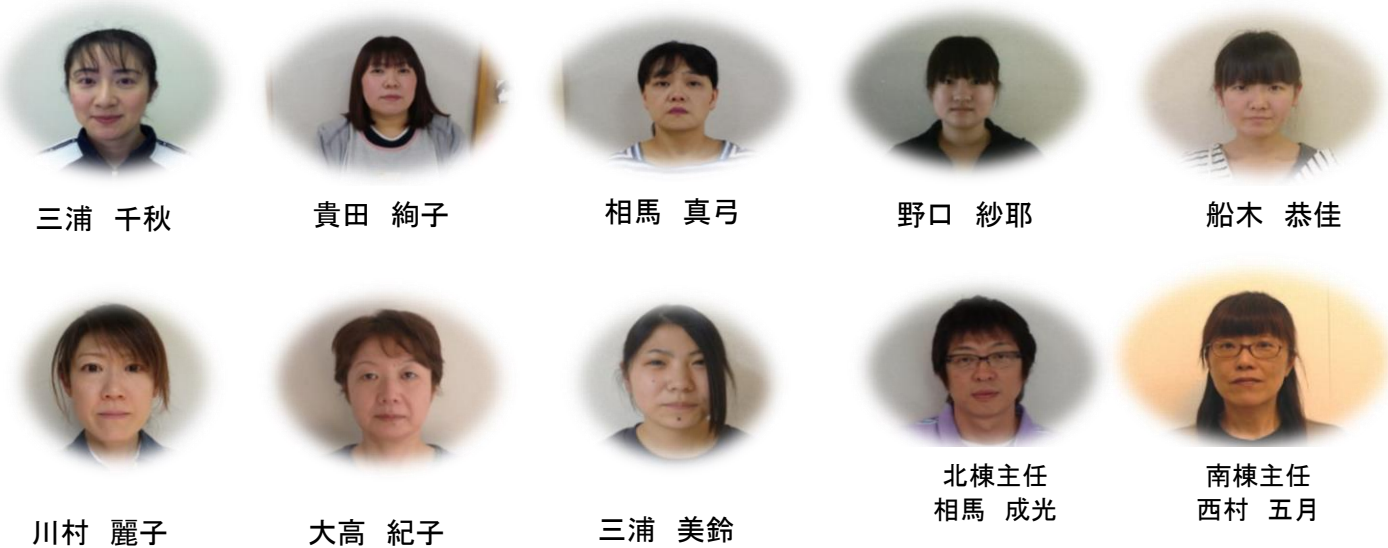 三浦　千秋
貴田　絢子
相馬　真弓
野口　紗耶
船木　恭佳
川村　麗子
大高　紀子
三浦　美鈴
北棟主任
相馬　成光
南棟主任
西村　五月